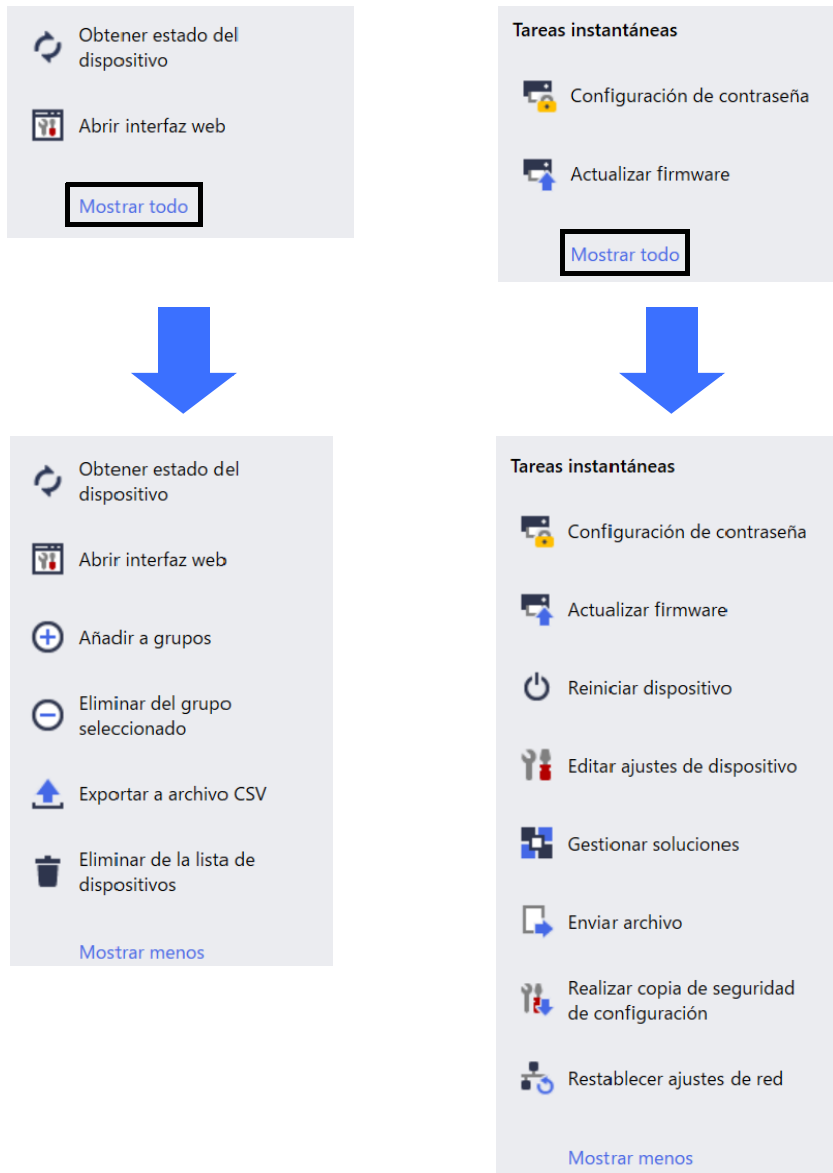 Obtener estado del
dispositivo
Abrir interfaz web
Mostrar todo
Tareas instantáneas
Configuración de contraseña
Actualizar firmware
Mostrar todo
Obtener estado del
dispositivo
Abrir interfaz web
Añadir a grupos
Eliminar del grupo
seleccionado
Exportar a archivo CSV
Eliminar de la lista de
dispositivos
Mostrar menos
Tareas instantáneas
Configuración de contraseña
Actualizar firmware
Reiniciar dispositivo
Editar ajustes de dispositivo
Gestionar soluciones
Enviar archivo
Realizar copia de seguridad
de configuración
Restablecer ajustes de red
Mostrar menos